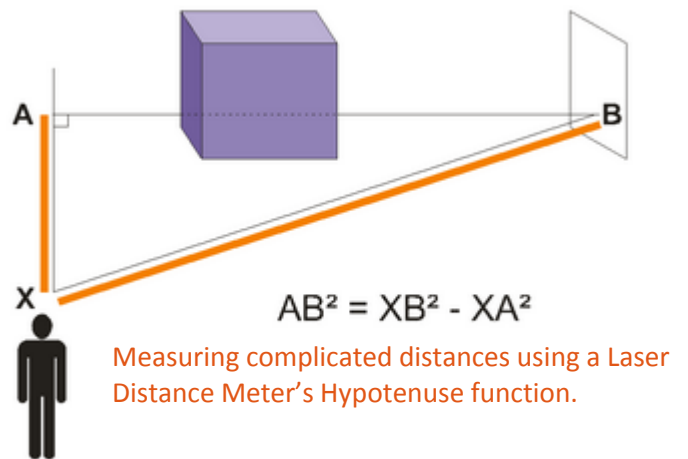 A
B
X
AB² = XB² - XA²
Measuring complicated distances using a Laser
Distance Meter’s Hypotenuse function.